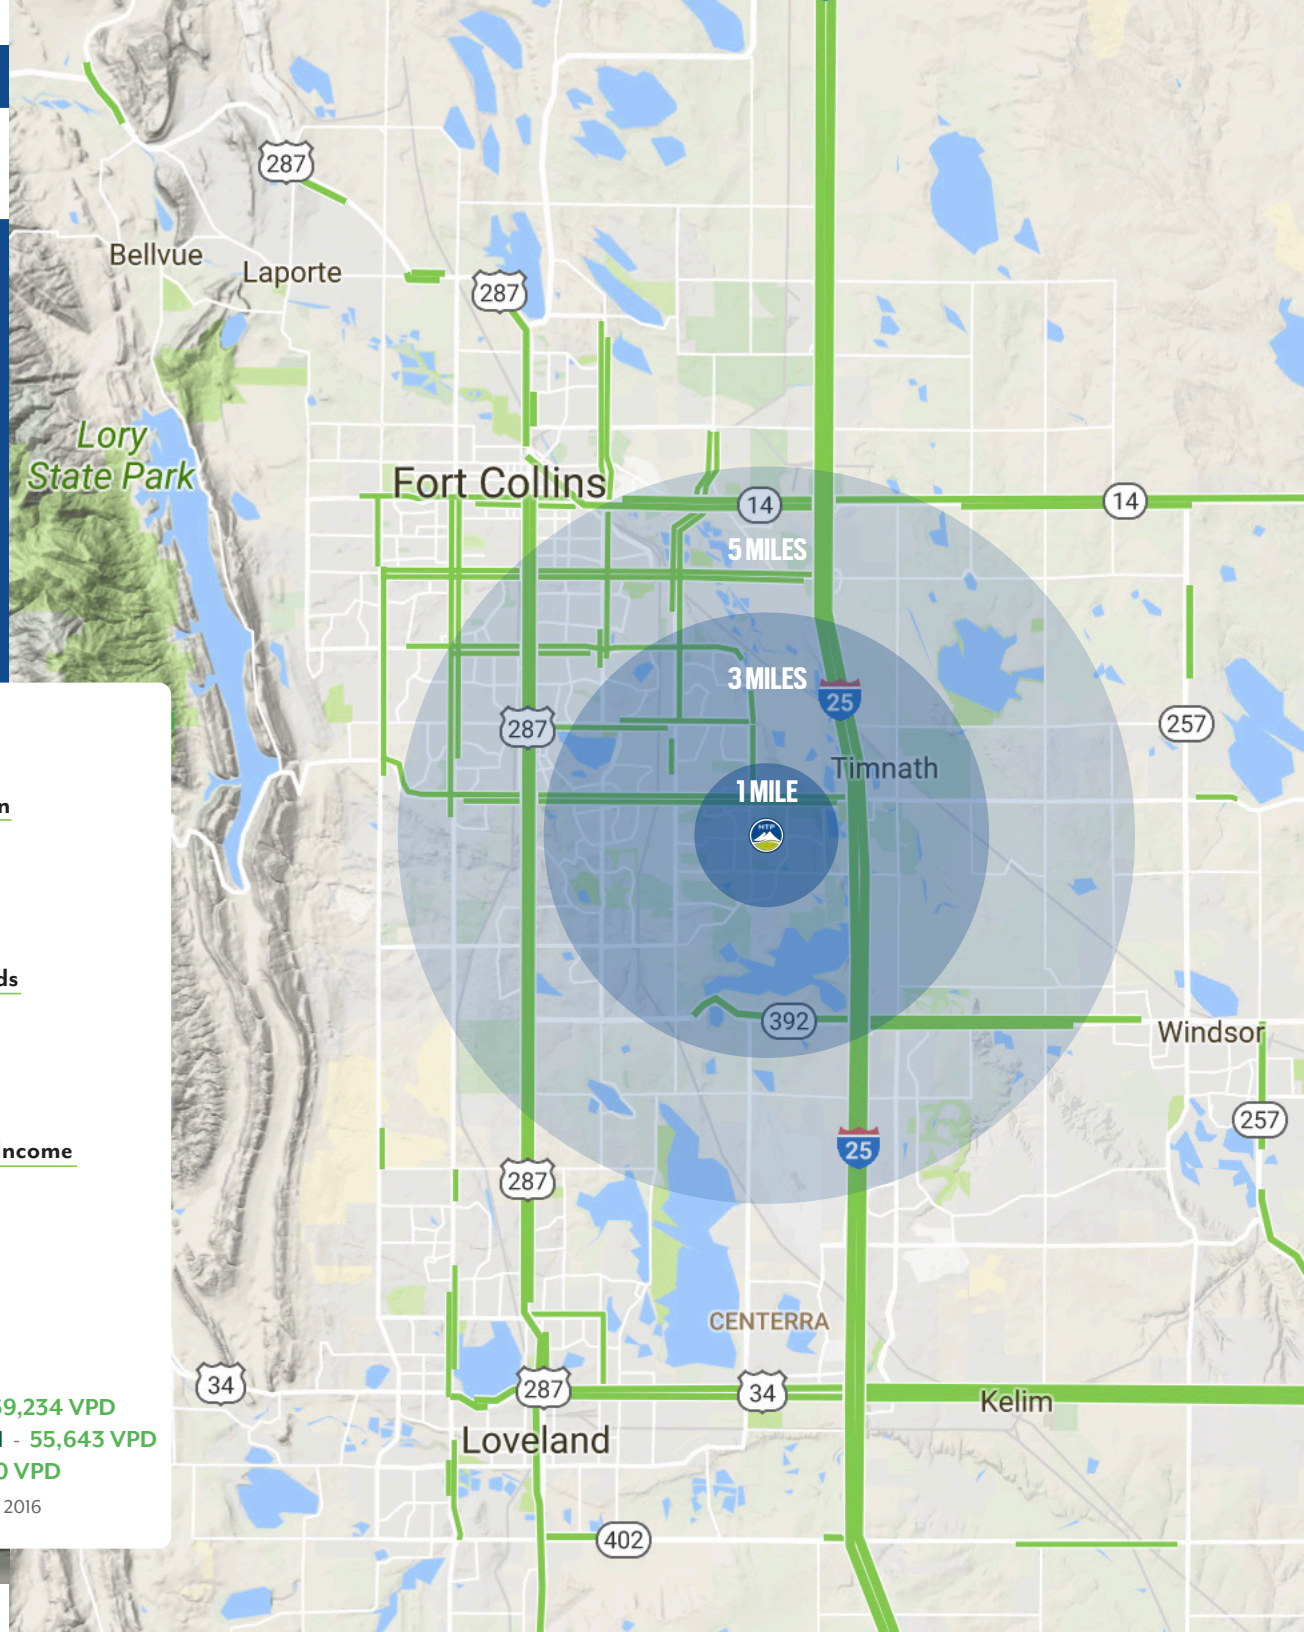 287
Bellvue
Laporte
287
Lory
State Park
Fort Collins
14
14
5 MILES
3 MILES
25
287
257
Timnath
1 MILE
HTP
392
Windsor
257
25
287
CENTERRA
34
287
34
Kelim
Loveland
402
n
ds
ncome
9,234 VPD
- 55,643 VPD
0 VPD
2016